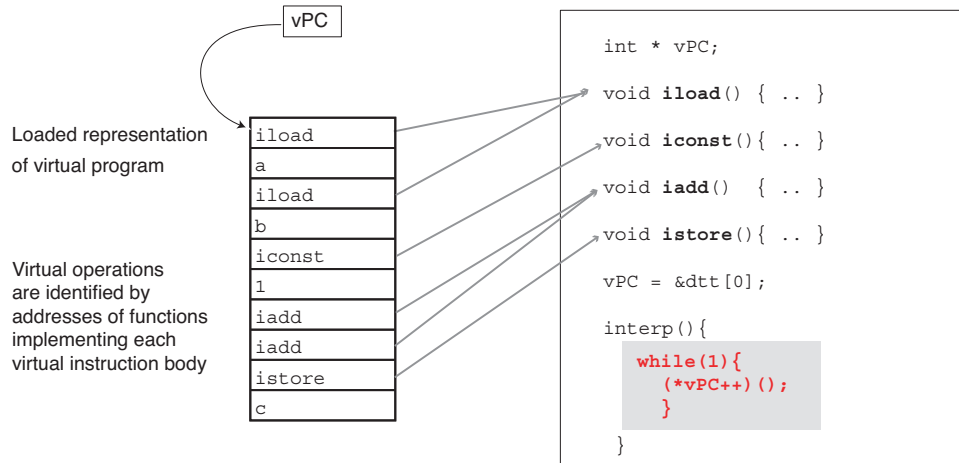 vPC
Loaded representation
of virtual program
Virtual operations
are identified by
addresses of functions
implementing each
virtual instruction body
iload
a
iload
b
iconst
1
iadd
iadd
istore
c
int * vPC;
void iload() { .. }
void iconst(){ .. }
void iadd() { .. }
void istore(){ .. }
vPC = &dtt[0];
interp(){
while(1){
(*vPC++)();
}
}